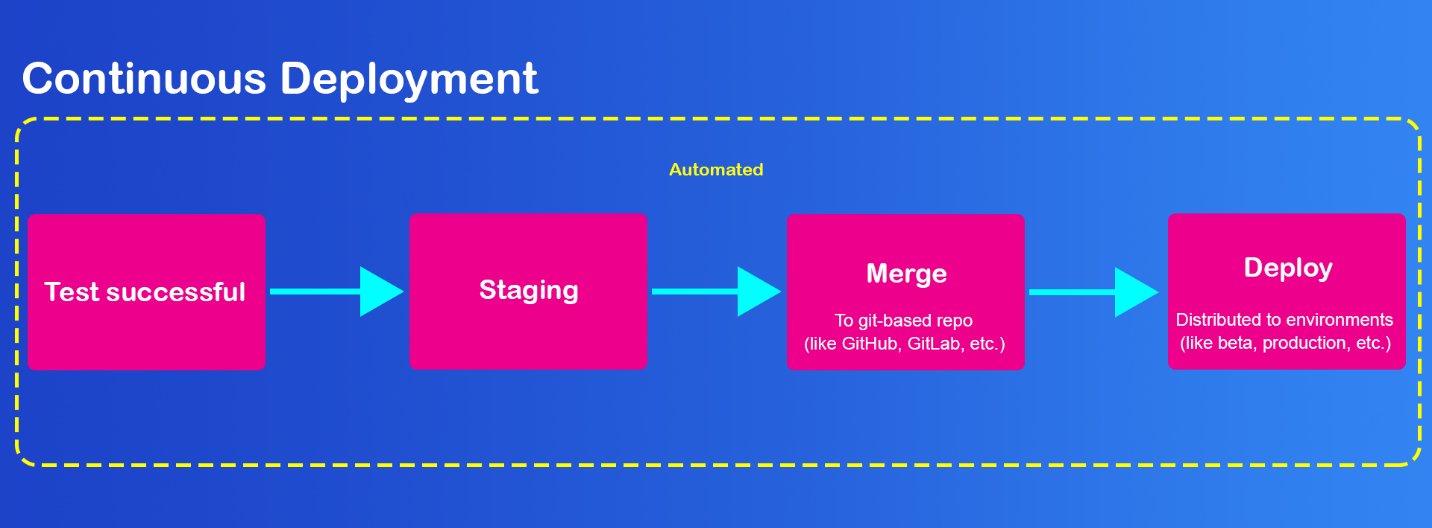 Continuous Deployment
Automated
Test successful
Staging
Merge
To git-based repo
(like GitHub, GitLab, etc.)
Deploy
Distributed to environments
(like beta, production, etc.)